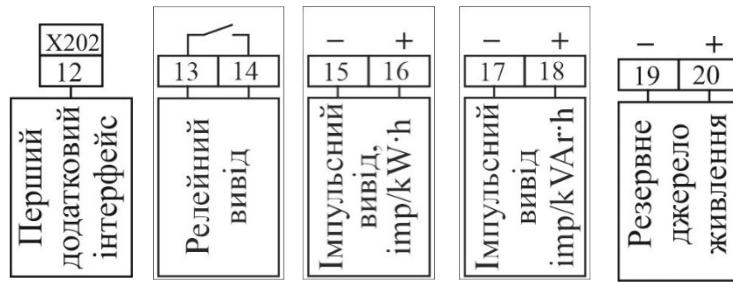 X202
12
Перший
додатковий
інтерфейс
13 14
Релейний
вивід
− +
15 16
Імпульсний
вивід,
imp/kW·h
− +
17 18
Імпульсний
вивід
imp/kVAr·h
− +
19 20
Резервне
джерело
живлення